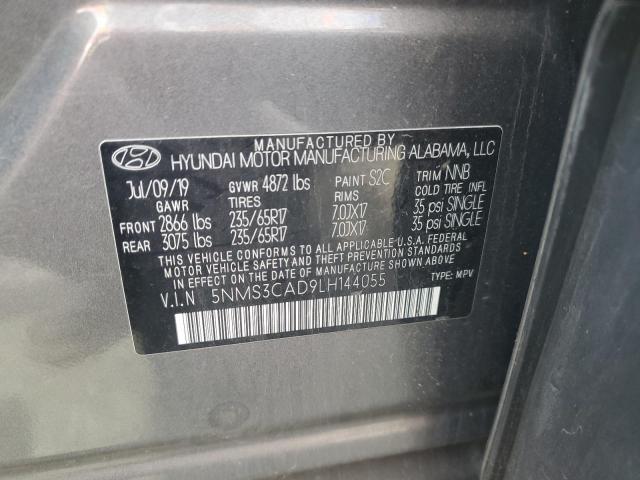 MANUFACTURED BY
HYUNDAI MOTOR MANUFACTURING ALABAMA, LLC
Jul/09/19 GVWR 4872 lbs PAINT S2C TRIM NNB
GAWR TIRES RIMS COLD TIRE INFL
FRONT 2866 lbs 235/65R17 7.0JX17 35 psi SINGLE
REAR 3075 lbs 235/65R17 7.0JX17 35 psi SINGLE
THIS VEHICLE CONFORMS TO ALL APPLICABLE U.S.A. FEDERAL
MOTOR VEHICLE SAFETY AND THEFT PREVENTION STANDARDS
IN EFFECT ON THE DATE OF MANUFACTURE SHOWN ABOVE.
V.I.N 5NMS3CAD9LH144055 TYPE: MPV